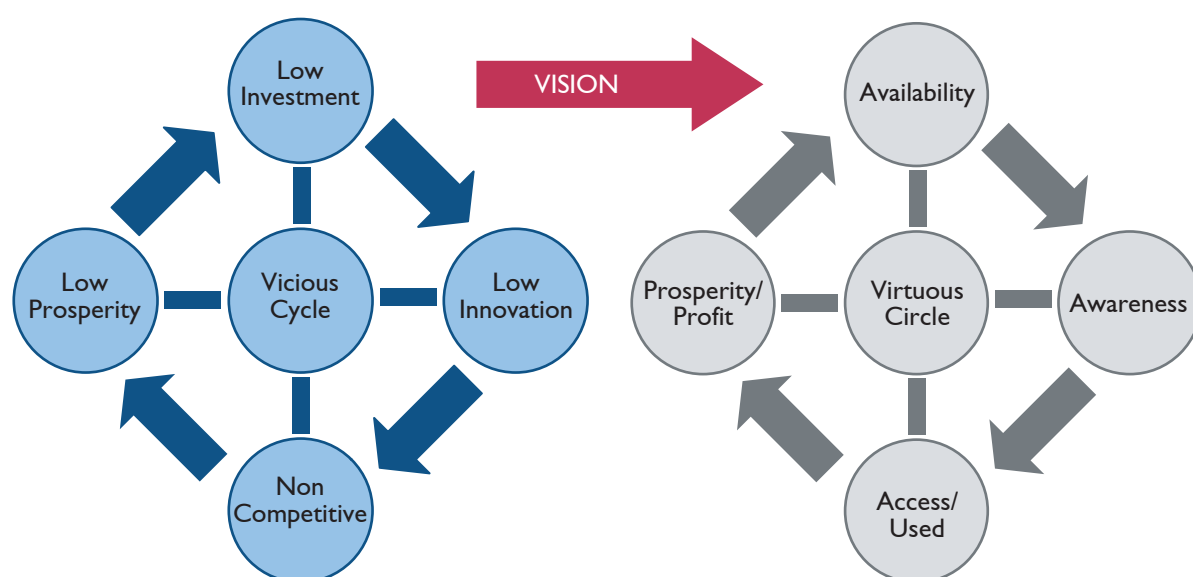 Low
Investment
VISION
Availability
Low
Prosperity
Vicious
Cycle
Low
Innovation
Prosperity/
Profit
Virtuous
Circle
Awareness
Non
Competitive
Access/
Used